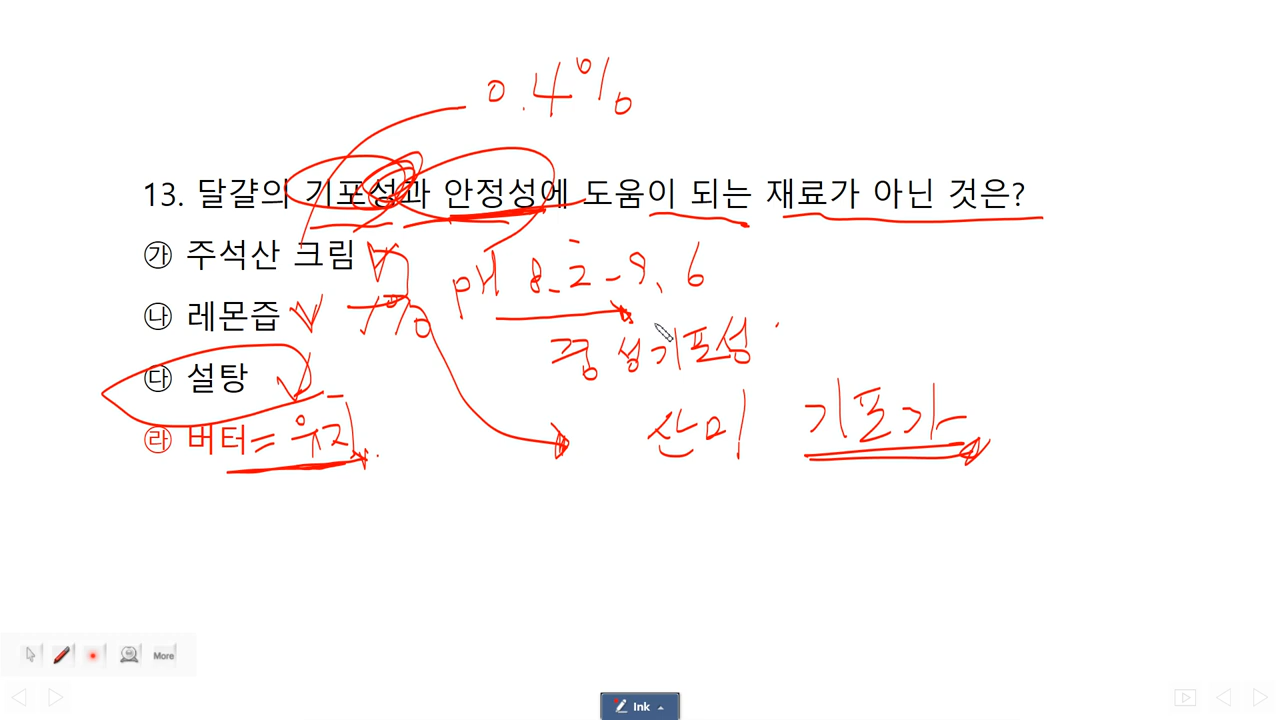 0.4%
13. 달걀의 기포성과 안정성에 도움이 되는 재료가 아닌 것은?
㉮ 주석산 크림
pH 8.2-9.6
㉯ 레몬즙
기포성
㉰ 설탕
산미 기포가
㉱ 버터 = 유지
More
Ink